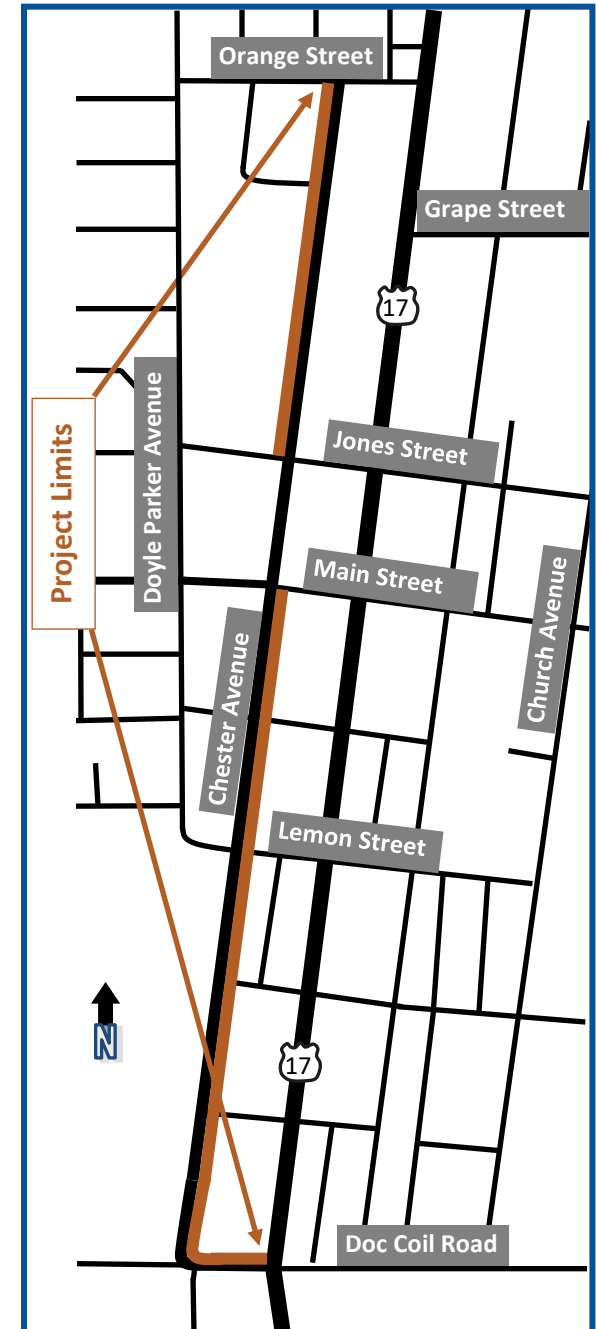 Orange Street
Grape Street
17
Project Limits
Doyle Parker Avenue
Jones Street
Main Street
Church Avenue
Chester Avenue
Lemon Street
N
17
Doc Coil Road